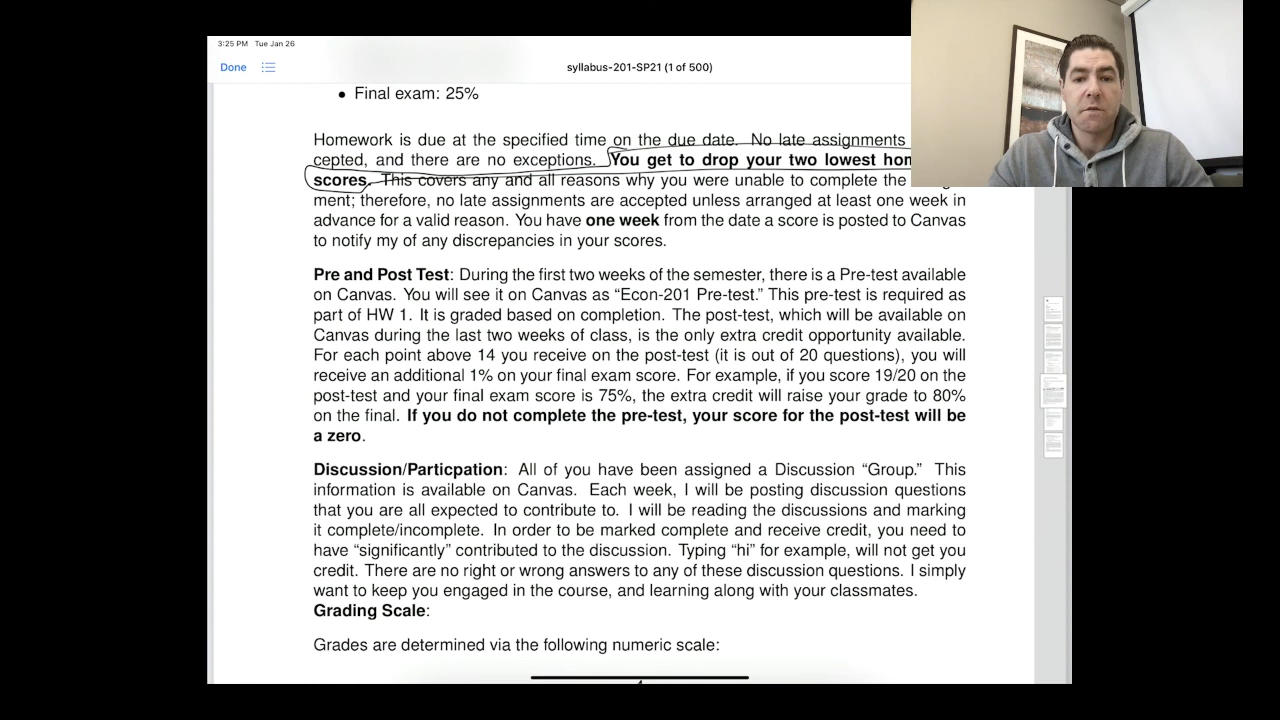 3:25 PM Tue Jan 26
Done
syllabus-201-SP21 (1 of 500)
• Final exam: 25%
Homework is due at the specified time on the due date. No late assignments
cepted, and there are no exceptions. You get to drop your two lowest
scores. This covers any and all reasons why you were unable to complete the
ment; therefore, no late assignments are accepted unless arranged at least one week in
advance for a valid reason. You have one week from the date a score is posted to Canvas
to notify my of any discrepancies in your scores.
Pre and Post Test: During the first two weeks of the semester, there is a Pre-test available
on Canvas. You will see it on Canvas as “Econ-201 Pre-test.” This pre-test is required as
part of HW 1. It is graded based on completion. The post-test, which will be available on
Canvas during the last two weeks of class, is the only extra credit opportunity available.
For each point above 14 you receive on the post-test (it is out of 20 questions), you will
receive an additional 1% on your final exam score. For example, if you score 19/20 on the
post-test and your final exam score is 75%, the extra credit will raise your grade to 80%
on the final. If you do not complete the pre-test, your score for the post-test will be
a zero.
Discussion/Particpation: All of you have been assigned a Discussion “Group.” This
information is available on Canvas. Each week, I will be posting discussion questions
that you are all expected to contribute to. I will be reading the discussions and marking
it complete/incomplete. In order to be marked complete and receive credit, you need to
have “significantly” contributed to the discussion. Typing “hi” for example, will not get you
credit. There are no right or wrong answers to any of these discussion questions. I simply
want to keep you engaged in the course, and learning along with your classmates.
Grading Scale:
Grades are determined via the following numeric scale: